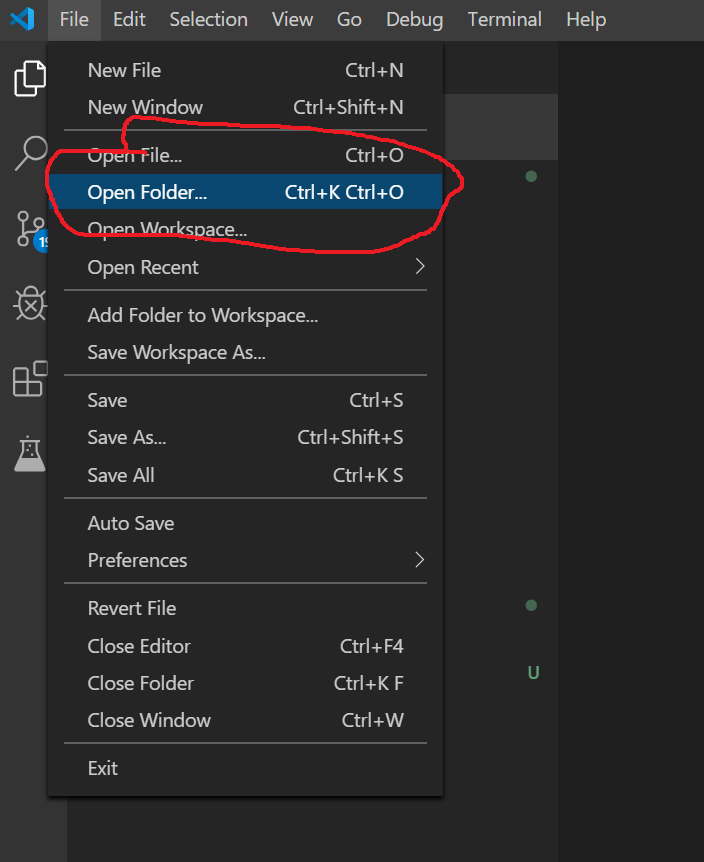 File Edit Selection View Go Debug Terminal Help
New File Ctrl+N
New Window Ctrl+Shift+N
Open File... Ctrl+O
Open Folder... Ctrl+K Ctrl+O
Open Workspace...
Open Recent
Add Folder to Workspace...
Save Workspace As...
Save Ctrl+S
Save As... Ctrl+Shift+S
Save All Ctrl+K S
Auto Save
Preferences
Revert File
Close Editor Ctrl+F4
Close Folder Ctrl+K F
U
Close Window Ctrl+W
Exit